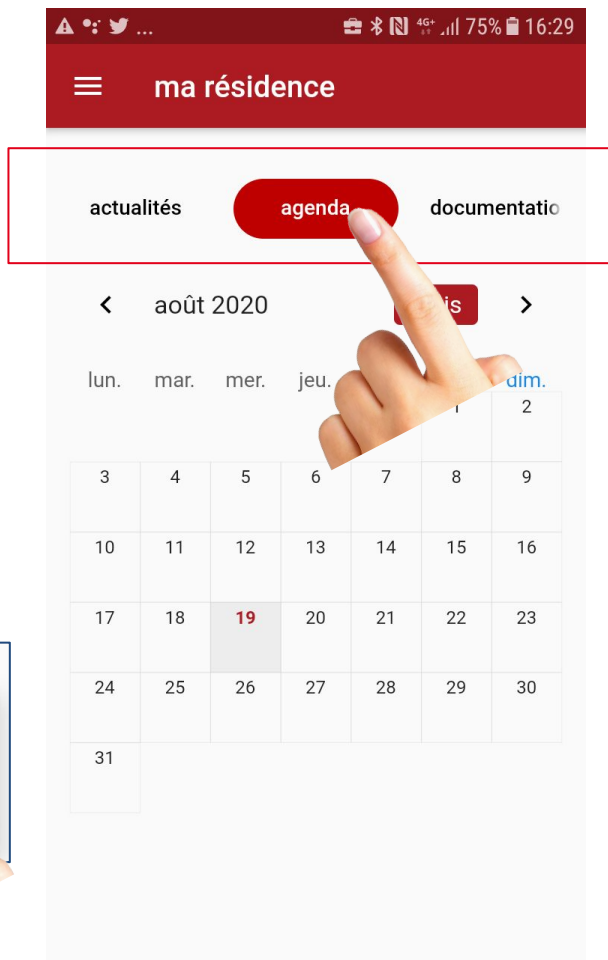 ... 4G+ 75% 16:29
ma résidence
actualités agenda documentatio
août 2020
lun. mar. mer. jeu. dim.
1 2
3 4 5 6 7 8 9
10 11 12 13 14 15 16
17 18 19 20 21 22 23
24 25 26 27 28 29 30
31